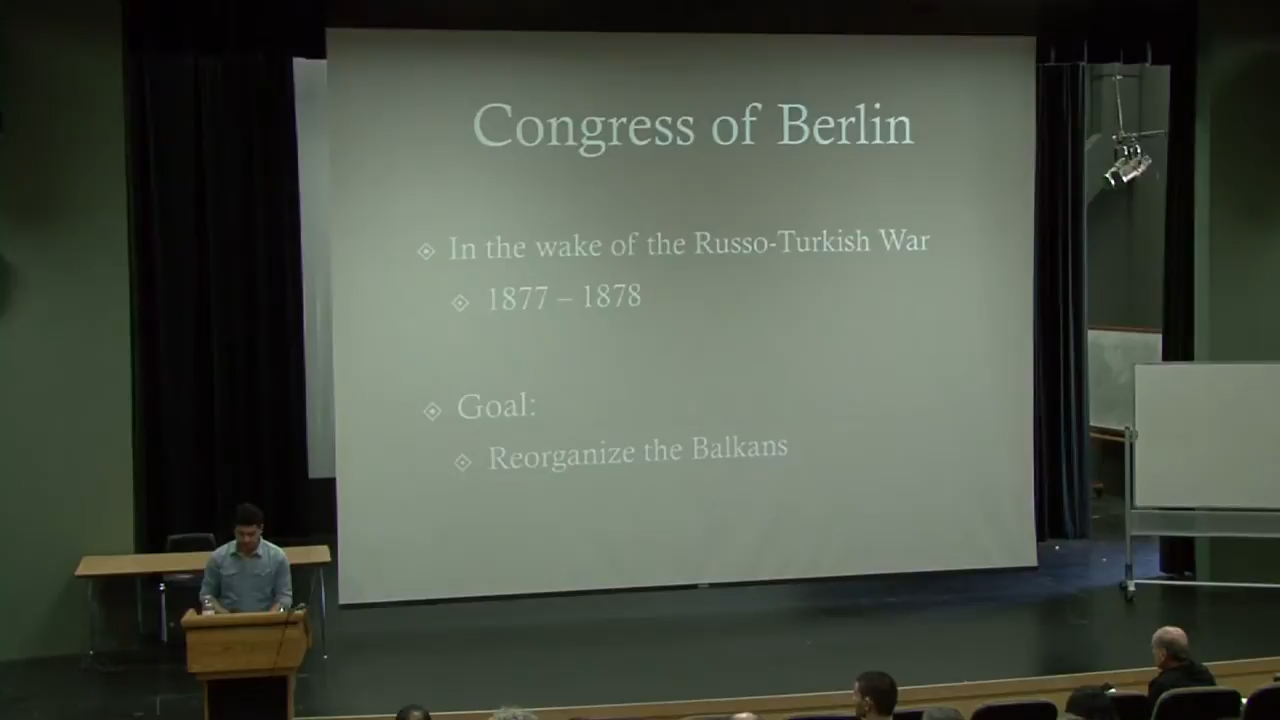 Congress of Berlin
In the wake of the Russo-Turkish War
1877 – 1878
Goal:
Reorganize the Balkans